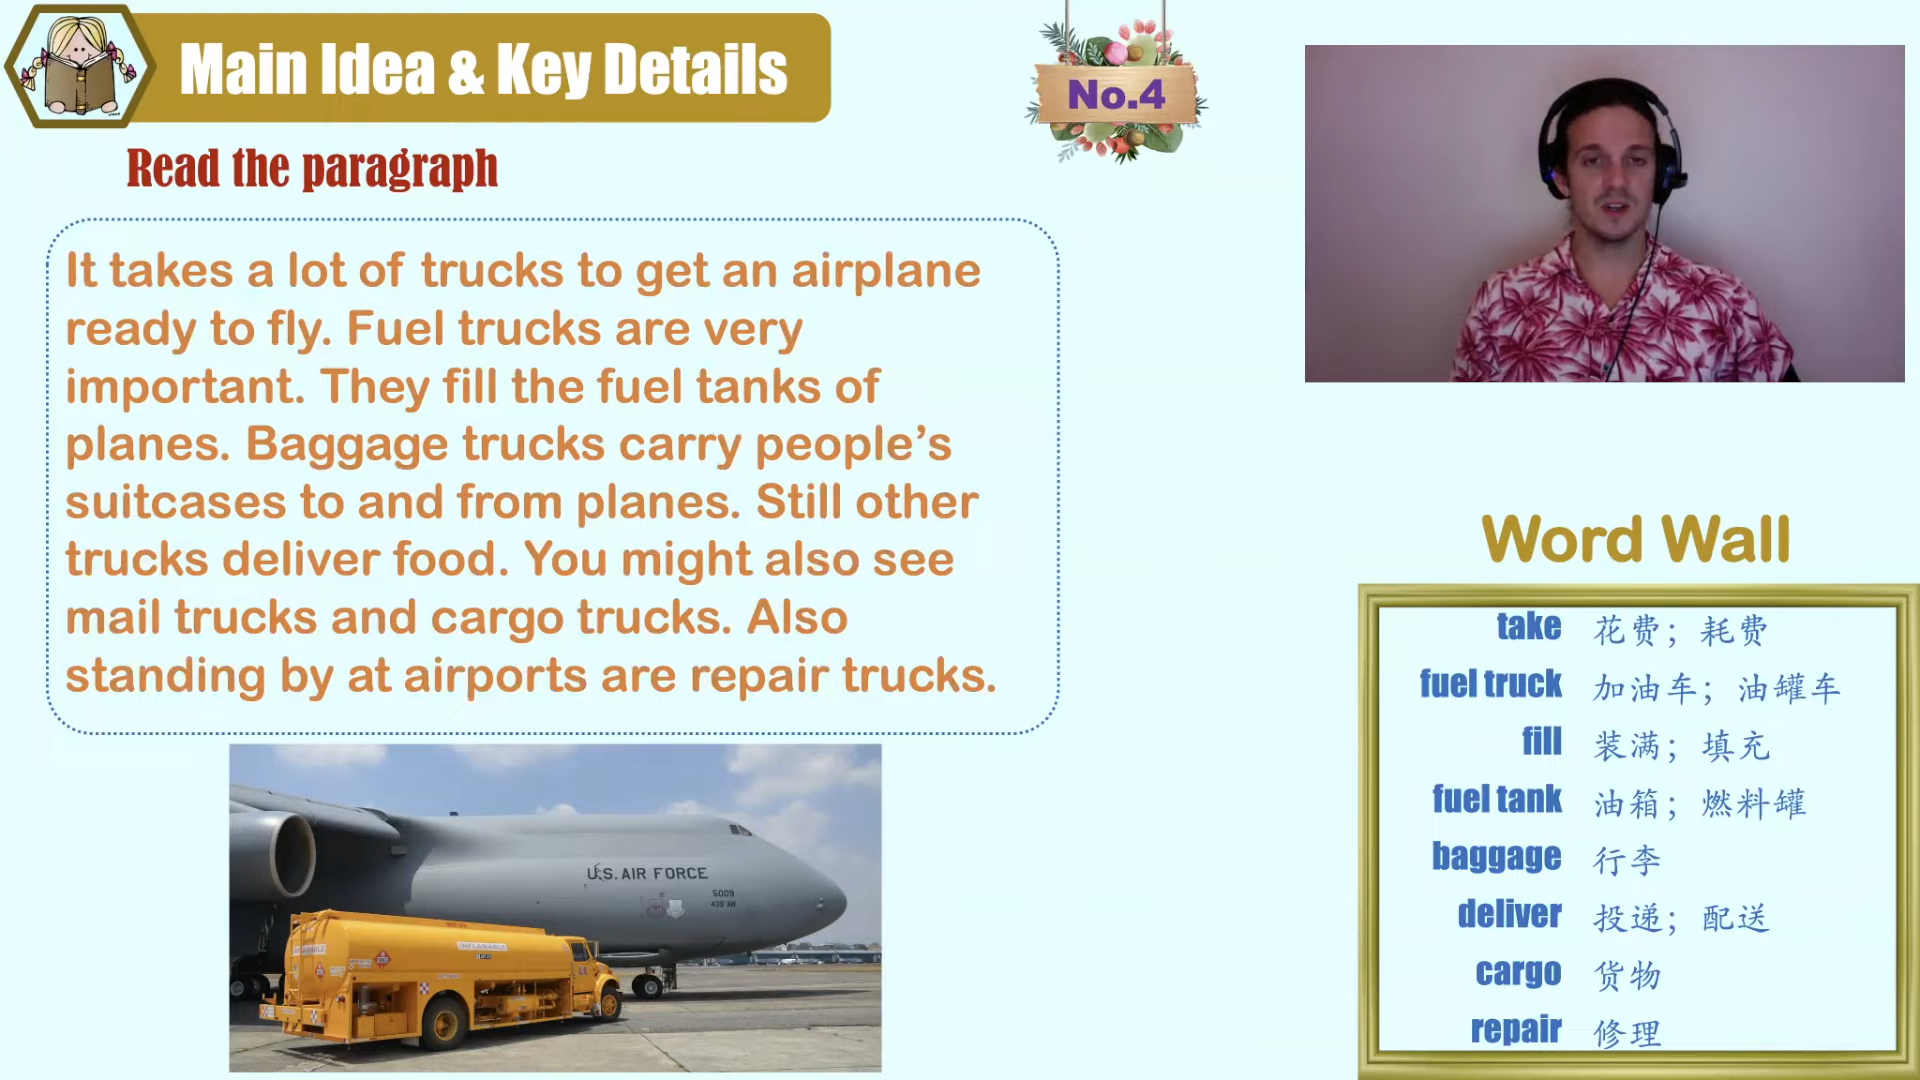 Main Idea & Key Details
No.4
Read the paragraph
It takes a lot of trucks to get an airplane
ready to fly. Fuel trucks are very
important. They fill the fuel tanks of
planes. Baggage trucks carry people's
suitcases to and from planes. Still other
trucks deliver food. You might also see
mail trucks and cargo trucks. Also
standing by at airports are repair trucks.
U.S. AIR FORCE
5009
INFLAMABLE
Word Wall
take 花费；耗费
fuel truck 加油车；油罐车
fill 装满；填充
fuel tank 油箱；燃料罐
baggage 行李
deliver 投递；配送
cargo 货物
repair 修理